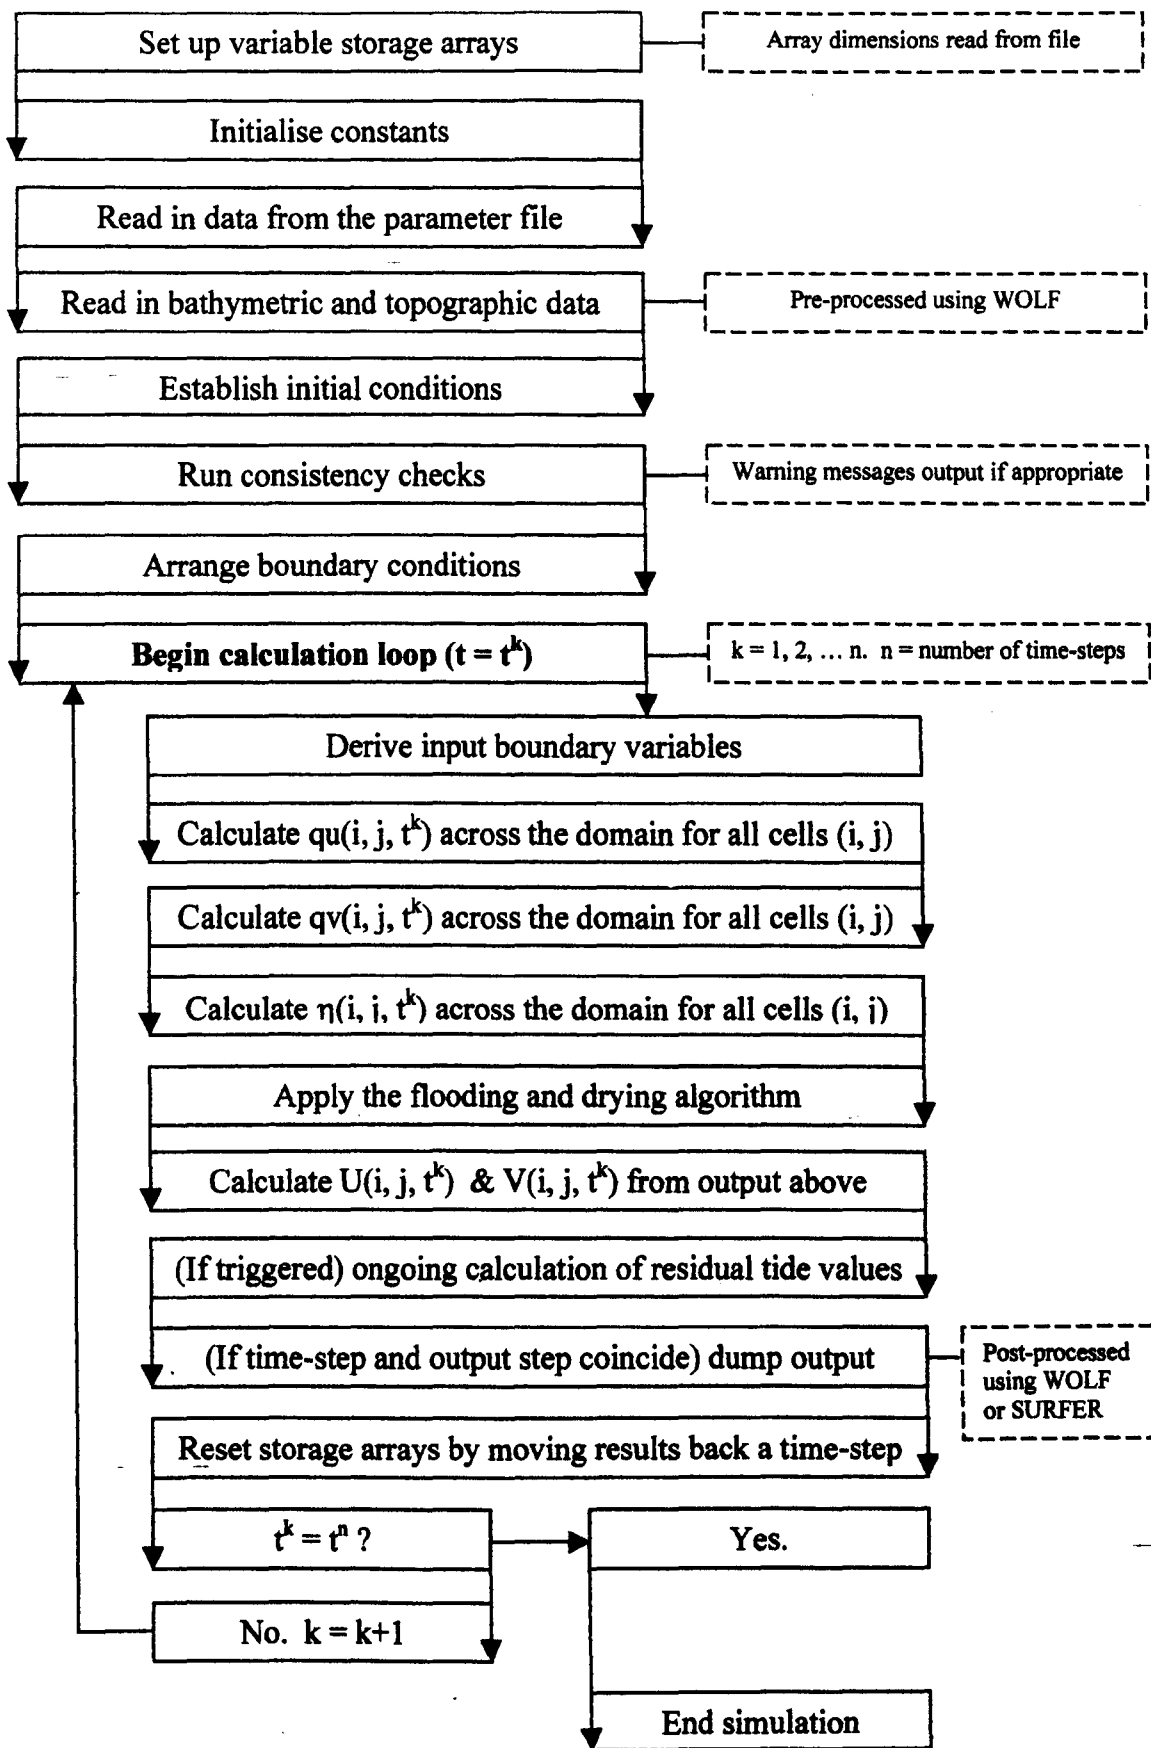 Set up variable storage arrays
Array dimensions read from file
Initialise constants
Read in data from the parameter file
Read in bathymetric and topographic data
Pre-processed using WOLF
Establish initial conditions
Run consistency checks
Warning messages output if appropriate
Arrange boundary conditions
Begin calculation loop (t = t^k)
k = 1, 2, ... n. n = number of time-steps
Derive input boundary variables
Calculate qu(i, j, t^k) across the domain for all cells (i, j)
Calculate qv(i, j, t^k) across the domain for all cells (i, j)
Calculate η(i, j, t^k) across the domain for all cells (i, j)
Apply the flooding and drying algorithm
Calculate U(i, j, t^k) & V(i, j, t^k) from output above
(If triggered) ongoing calculation of residual tide values
(If time-step and output step coincide) dump output
Post-processed
using WOLF
or SURFER
Reset storage arrays by moving results back a time-step
t^k = t^n ?
Yes.
No. k = k+1
End simulation